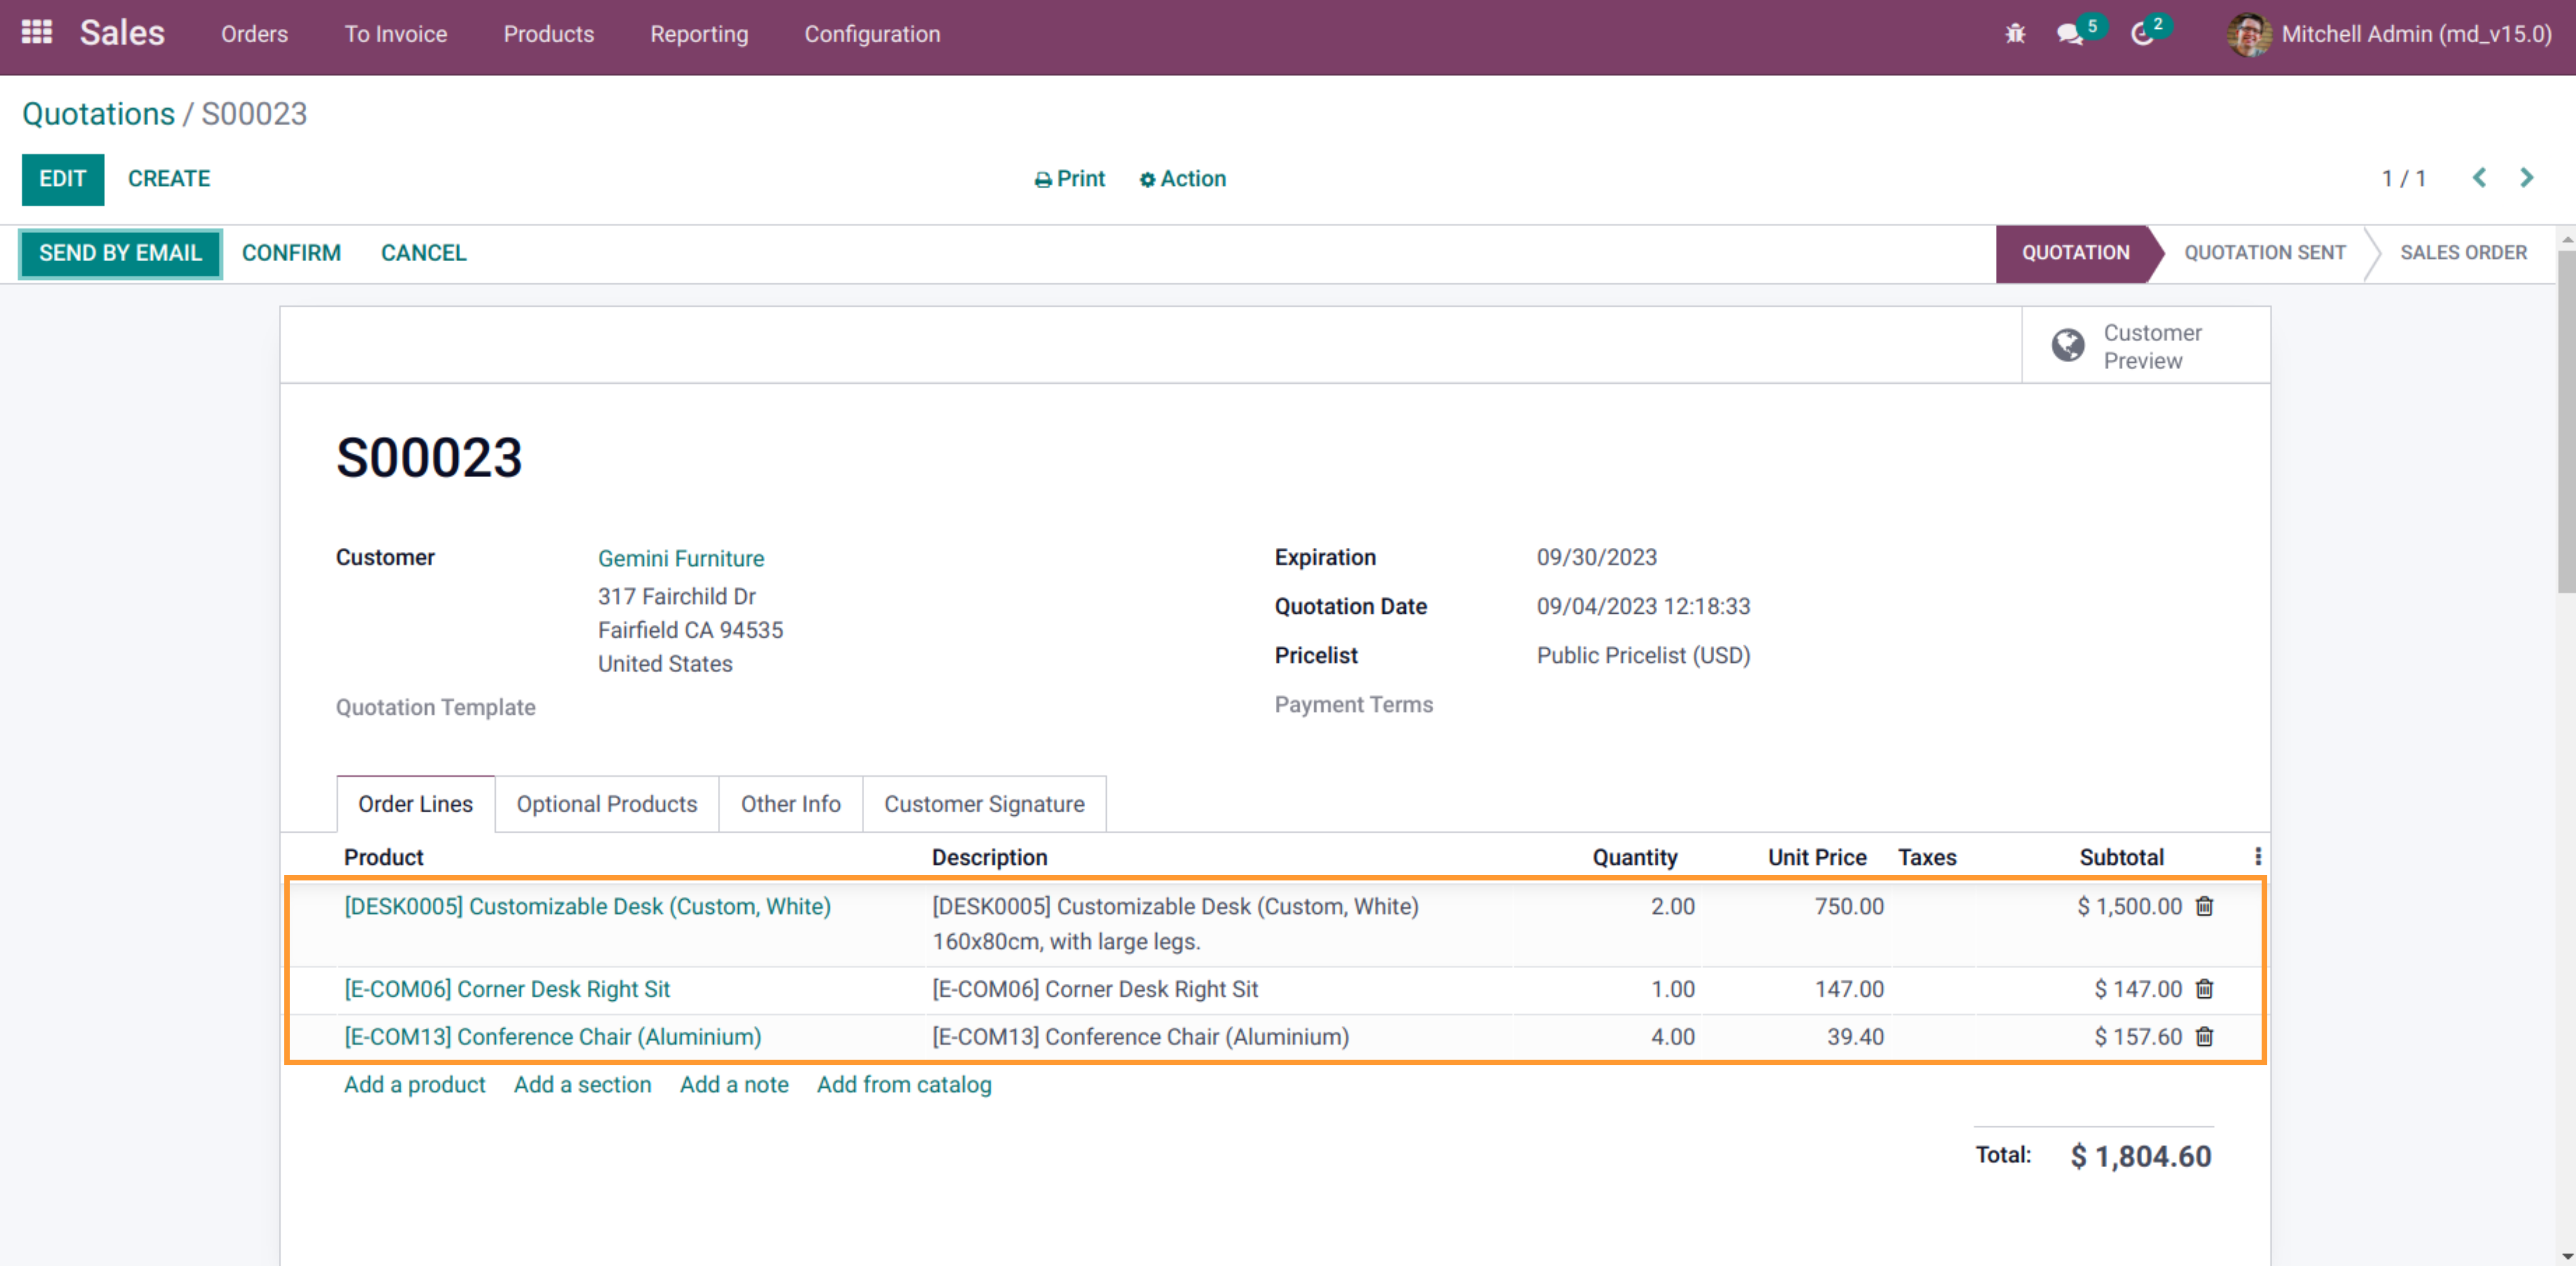 Sales Orders To Invoice Products Reporting Configuration 5 2 Mitchell Admin (md_v15.0)
Quotations / S00023
EDIT CREATE Print Action 1 / 1
SEND BY EMAIL CONFIRM CANCEL QUOTATION QUOTATION SENT SALES ORDER
Customer
Preview
S00023
Customer Gemini Furniture Expiration 09/30/2023
317 Fairchild Dr Quotation Date 09/04/2023 12:18:33
Fairfield CA 94535
United States Pricelist Public Pricelist (USD)
Quotation Template Payment Terms
Order Lines Optional Products Other Info Customer Signature
Product Description Quantity Unit Price Taxes Subtotal
[DESK0005] Customizable Desk (Custom, White) [DESK0005] Customizable Desk (Custom, White) 2.00 750.00 $ 1,500.00
160x80cm, with large legs.
[E-COM06] Corner Desk Right Sit [E-COM06] Corner Desk Right Sit 1.00 147.00 $ 147.00
[E-COM13] Conference Chair (Aluminium) [E-COM13] Conference Chair (Aluminium) 4.00 39.40 $ 157.60
Add a product Add a section Add a note Add from catalog
Total: $ 1,804.60